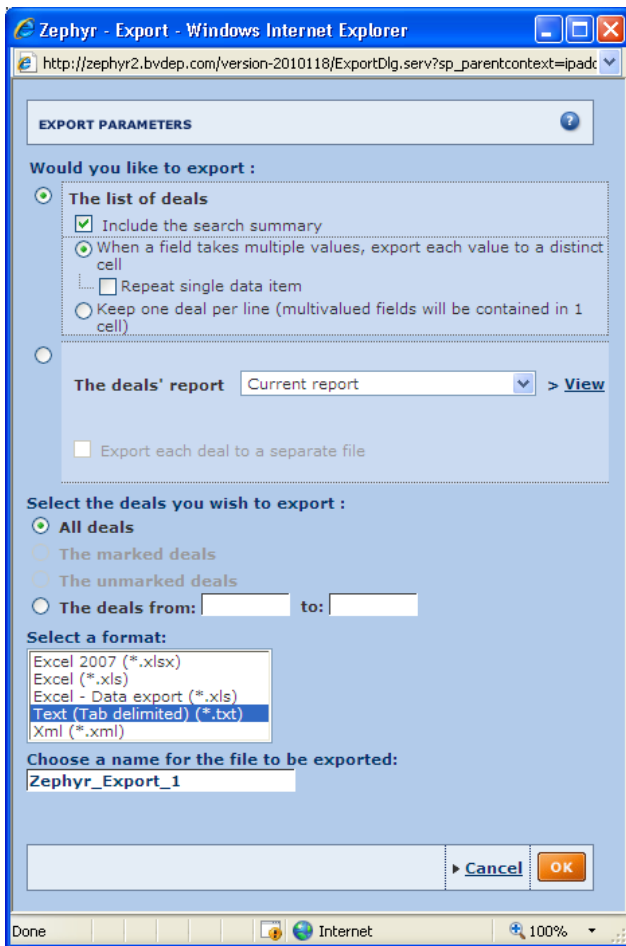 Zephyr - Export - Windows Internet Explorer
http://zephyr2.bvdep.com/version-2010118/ExportDlg.serv?sp_parentcontext=ipadc
EXPORT PARAMETERS
?
Would you like to export :
The list of deals
Include the search summary
When a field takes multiple values, export each value to a distinct
cell
Repeat single data item
Keep one deal per line (multivalued fields will be contained in 1
cell)
The deals' report Current report > View
Export each deal to a separate file
Select the deals you wish to export :
All deals
The marked deals
The unmarked deals
The deals from: to:
Select a format:
Excel 2007 (*.xlsx)
Excel (*.xls)
Excel - Data export (*.xls)
Text (Tab delimited) (*.txt)
Xml (*.xml)
Choose a name for the file to be exported:
Zephyr_Export_1
Cancel OK
Done Internet 100%